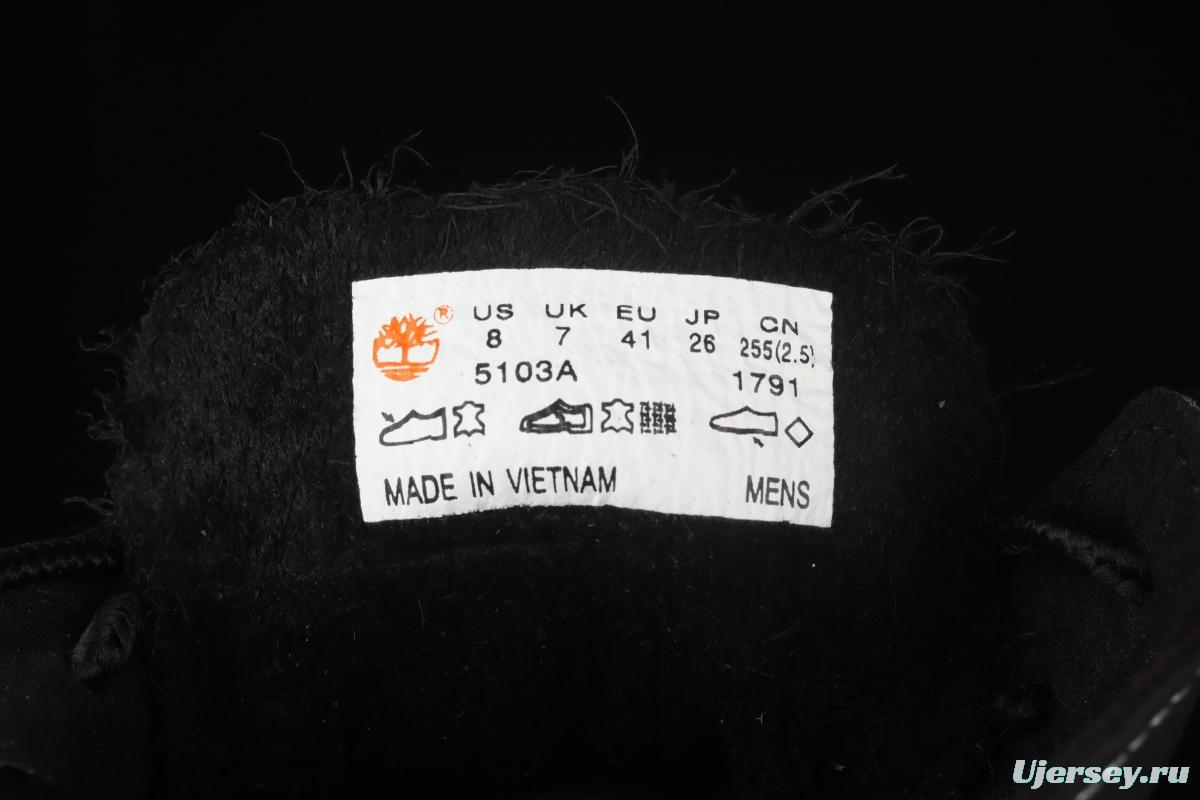 ® US UK EU JP CN
8 7 41 26 255(2.5)
5103A 1791
MADE IN VIETNAM MENS
Ujersey.ru